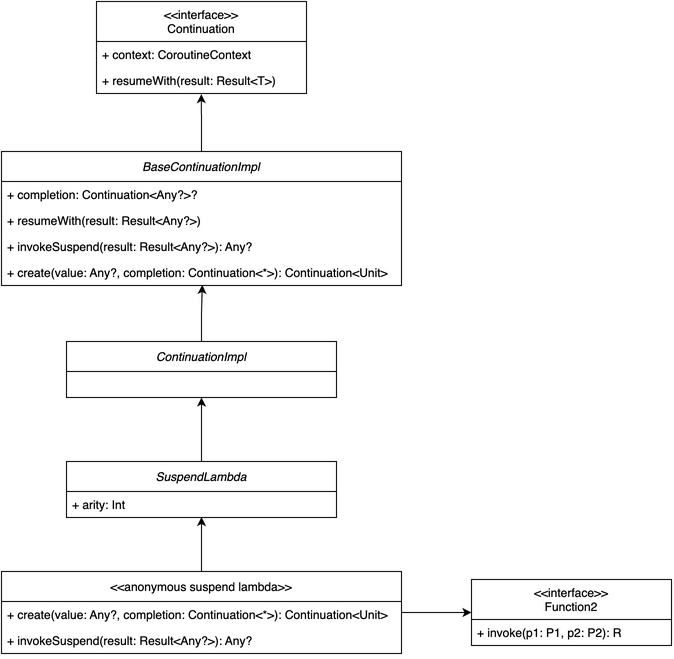 <<interface>>
Continuation
+ context: CoroutineContext
+ resumeWith(result: Result<T>)
BaseContinuationImpl
+ completion: Continuation<Any?>?
+ resumeWith(result: Result<Any?>)
+ invokeSuspend(result: Result<Any?>): Any?
+ create(value: Any?, completion: Continuation<*>): Continuation<Unit>
ContinuationImpl
SuspendLambda
+ arity: Int
<<anonymous suspend lambda>>
+ create(value: Any?, completion: Continuation<*>): Continuation<Unit>
+ invokeSuspend(result: Result<Any?>): Any?
<<interface>>
Function2
+ invoke(p1: P1, p2: P2): R